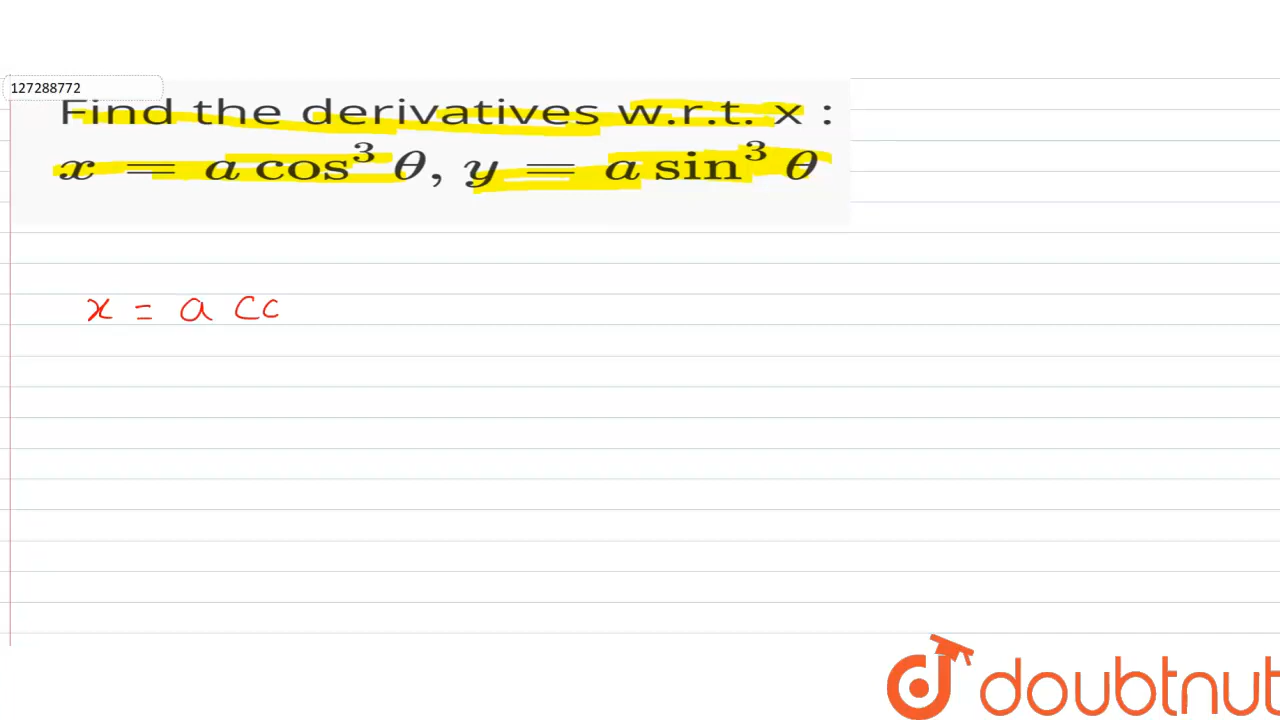 127288772
Find the derivatives w.r.t. x :
x = a cos³ θ, y = a sin³ θ
x = a cc
doubtnut